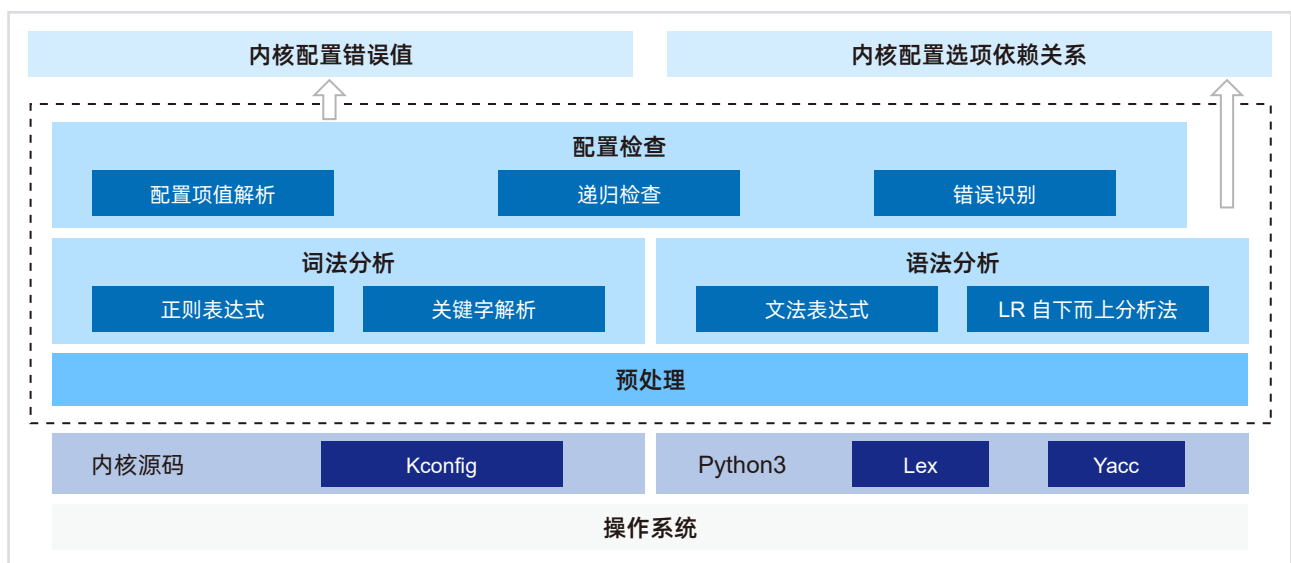 内核配置错误值
内核配置选项依赖关系
配置检查
配置项值解析
递归检查
错误识别
词法分析
语法分析
正则表达式
关键字解析
文法表达式
LR 自下而上分析法
预处理
内核源码
Kconfig
Python3
Lex
Yacc
操作系统